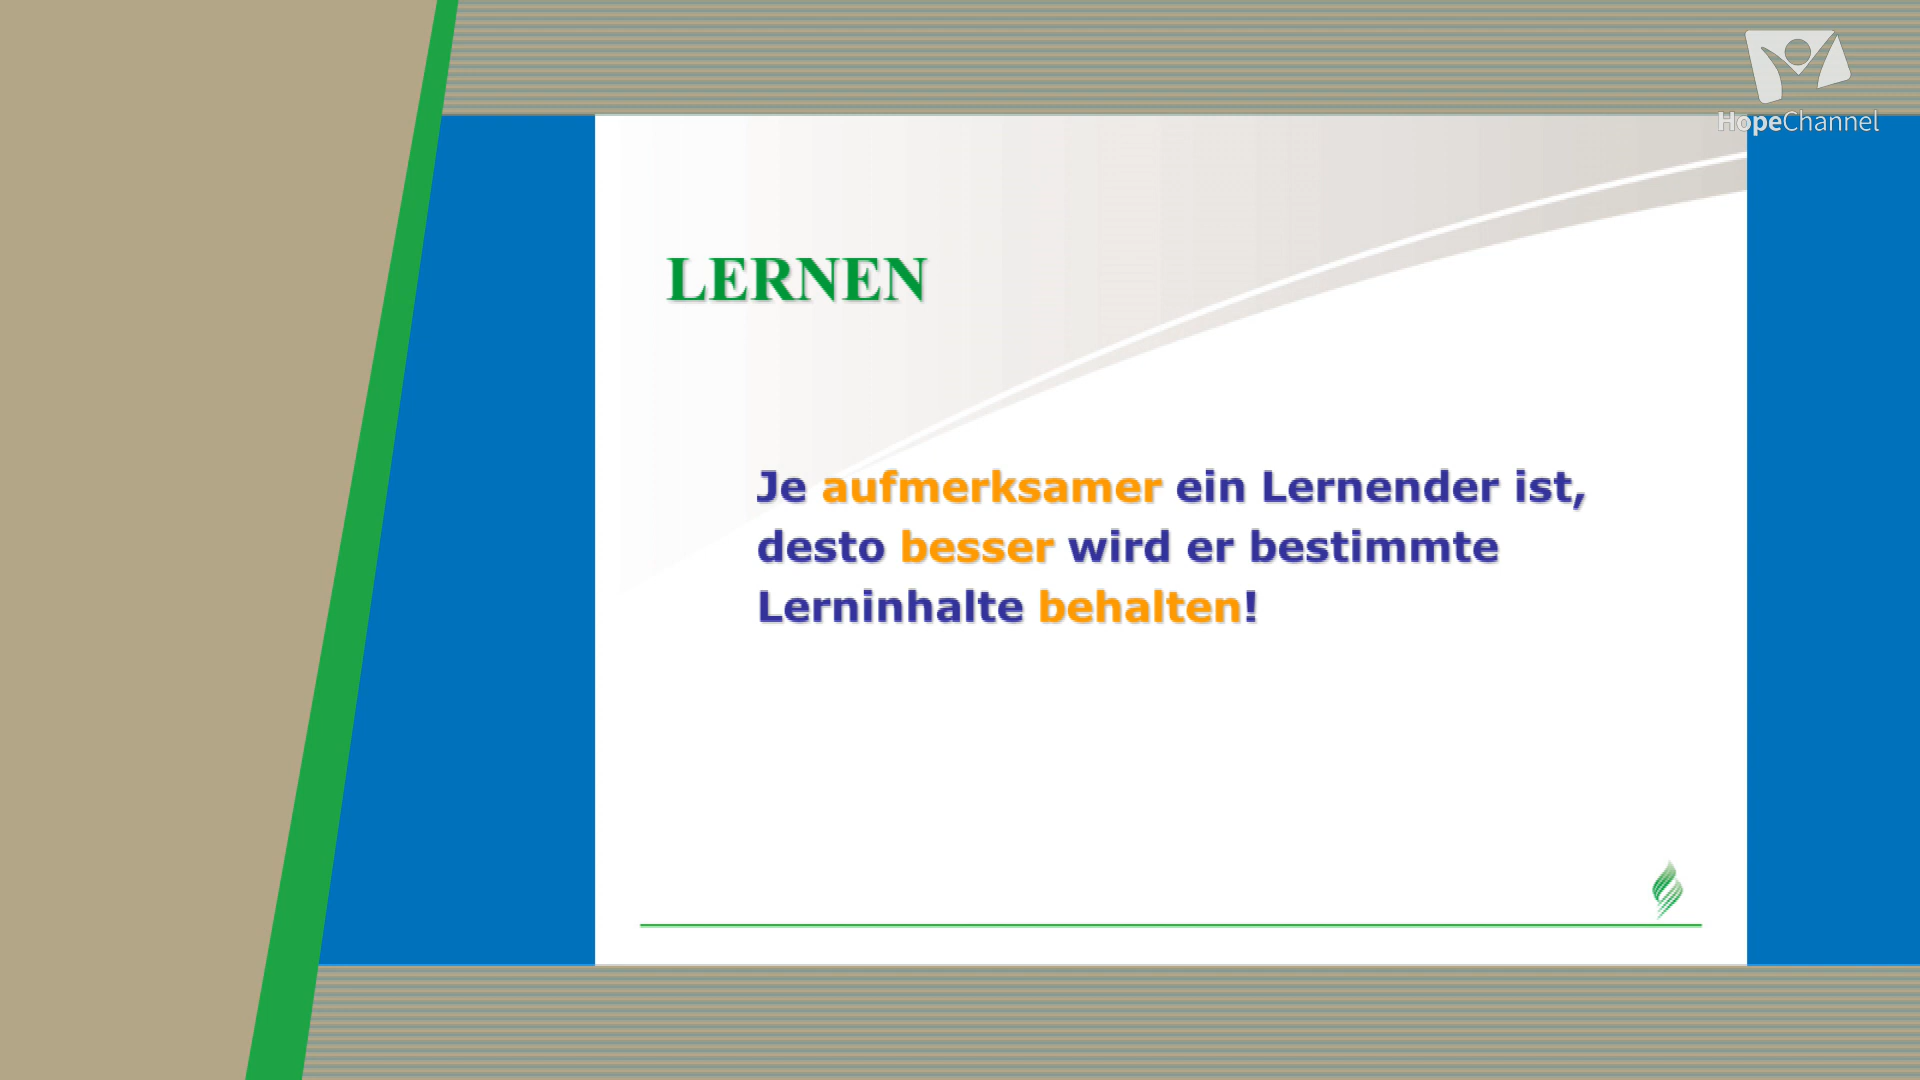 HopeChannel
LERNEN
Je aufmerksamer ein Lernender ist,
desto besser wird er bestimmte
Lerninhalte behalten!